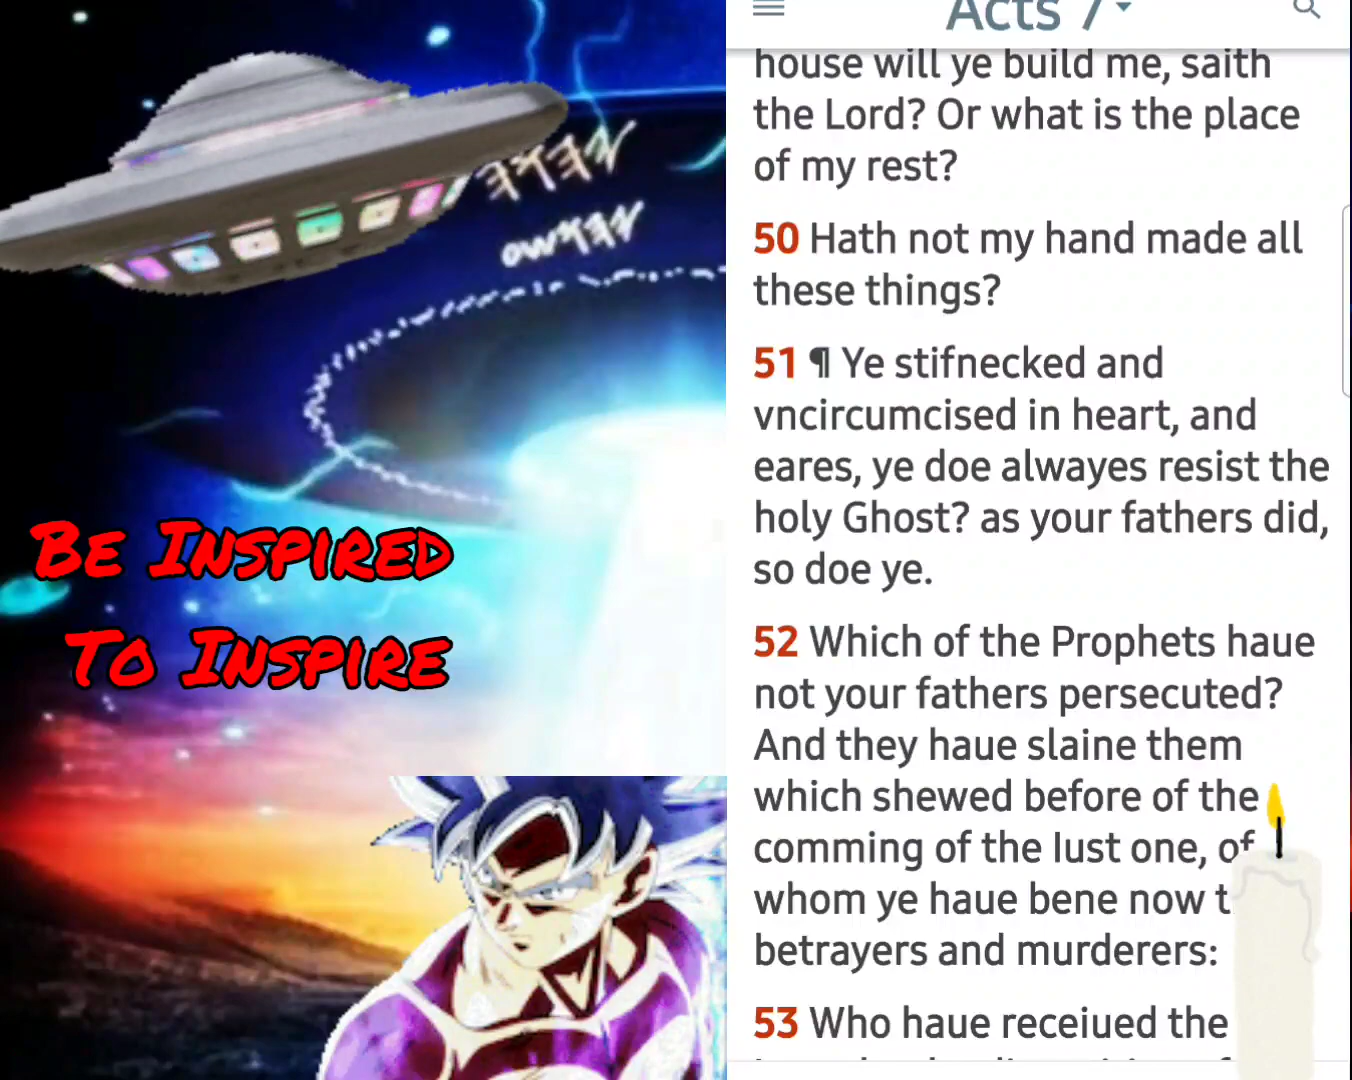 𐤉𐤄𐤅𐤄
𐤉𐤄𐤅𐤔𐤏
Be Inspired
To Inspire
Acts 7
house will ye build me, saith
the Lord? Or what is the place
of my rest?
50 Hath not my hand made all
these things?
51 ¶ Ye stifnecked and
vncircumcised in heart, and
eares, ye doe alwayes resist the
holy Ghost? as your fathers did,
so doe ye.
52 Which of the Prophets haue
not your fathers persecuted?
And they haue slaine them
which shewed before of the
comming of the Iust one, of
whom ye haue bene now
betrayers and murderers:
53 Who haue receiued the